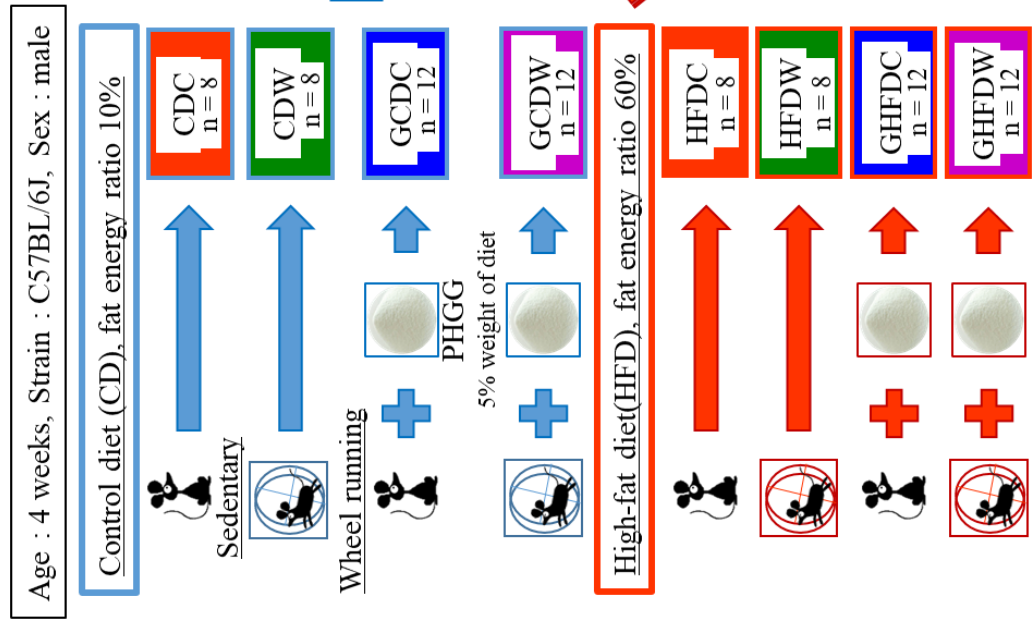 Age : 4 weeks, Strain : C57BL/6J, Sex : male
Control diet (CD), fat energy ratio 10%
Sedentary
CDC
n = 8
Wheel running
CDW
n = 8
PHGG
5% weight of diet
GCDC
n = 12
GCDW
n = 12
High-fat diet(HFD), fat energy ratio 60%
HFDC
n = 8
HFDW
n = 8
GHFDC
n = 12
GHFDW
n = 12